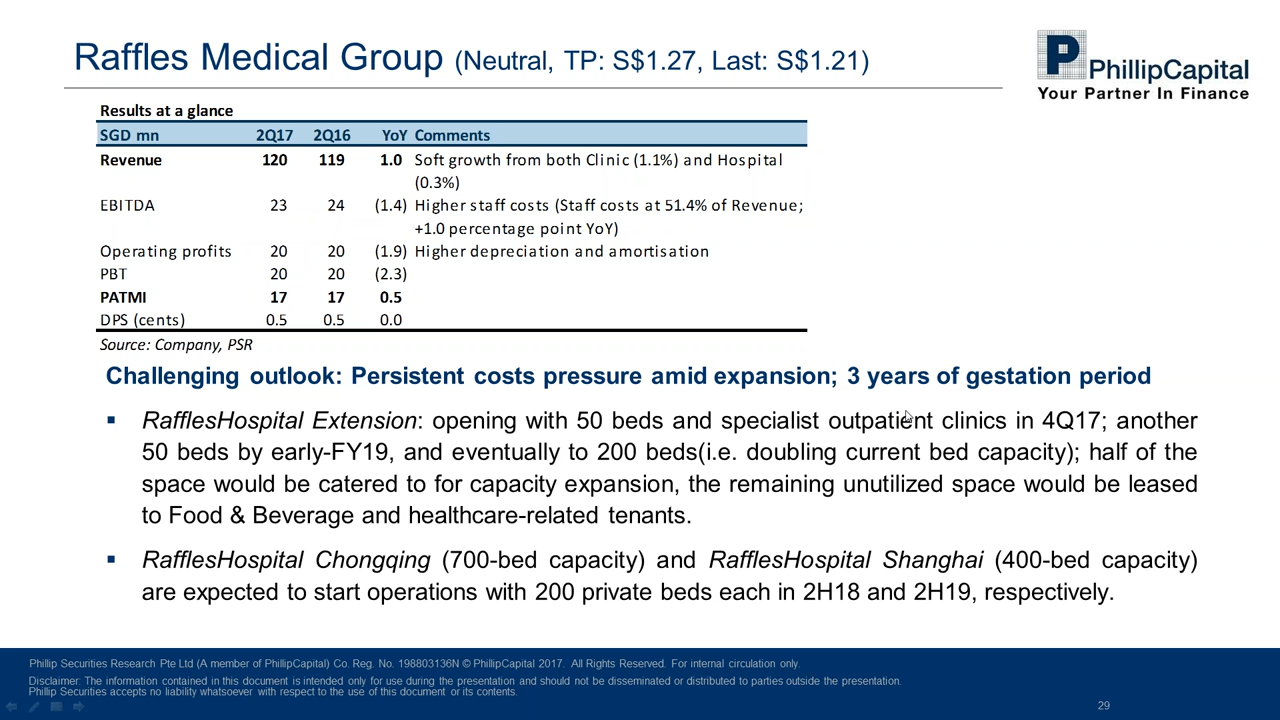 Raffles Medical Group (Neutral, TP: S$1.27, Last: S$1.21)
P PhillipCapital
Your Partner In Finance
Results at a glance
SGD mn 2Q17 2Q16 YoY Comments
Revenue 120 119 1.0 Soft growth from both Clinic (1.1%) and Hospital
(0.3%)
EBITDA 23 24 (1.4) Higher staff costs (Staff costs at 51.4% of Revenue;
+1.0 percentage point YoY)
Operating profits 20 20 (1.9) Higher depreciation and amortisation
PBT 20 20 (2.3)
PATMI 17 17 0.5
DPS (cents) 0.5 0.5 0.0
Source: Company, PSR
Challenging outlook: Persistent costs pressure amid expansion; 3 years of gestation period
▪ RafflesHospital Extension: opening with 50 beds and specialist outpatient clinics in 4Q17; another
50 beds by early-FY19, and eventually to 200 beds(i.e. doubling current bed capacity); half of the
space would be catered to for capacity expansion, the remaining unutilized space would be leased
to Food & Beverage and healthcare-related tenants.
▪ RafflesHospital Chongqing (700-bed capacity) and RafflesHospital Shanghai (400-bed capacity)
are expected to start operations with 200 private beds each in 2H18 and 2H19, respectively.
Phillip Securities Research Pte Ltd (A member of PhillipCapital) Co. Reg. No. 198803136N © PhillipCapital 2017. All Rights Reserved. For internal circulation only.
Disclaimer: The information contained in this document is intended only for use during the presentation and should not be disseminated or distributed to parties outside the presentation.
Phillip Securities accepts no liability whatsoever with respect to the use of this document or its contents.
29